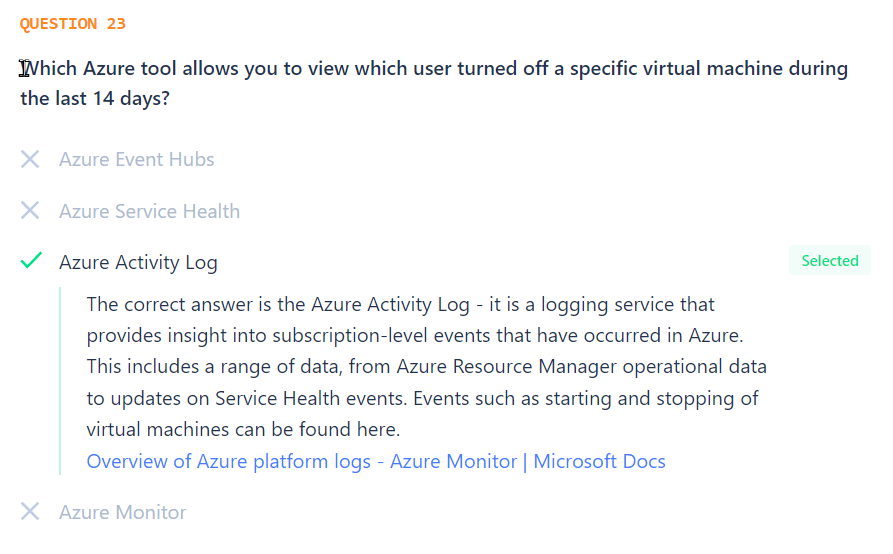 QUESTION 23
Which Azure tool allows you to view which user turned off a specific virtual machine during
the last 14 days?
Azure Event Hubs
Azure Service Health
Azure Activity Log
Selected
The correct answer is the Azure Activity Log - it is a logging service that
provides insight into subscription-level events that have occurred in Azure.
This includes a range of data, from Azure Resource Manager operational data
to updates on Service Health events. Events such as starting and stopping of
virtual machines can be found here.
Overview of Azure platform logs - Azure Monitor | Microsoft Docs
Azure Monitor